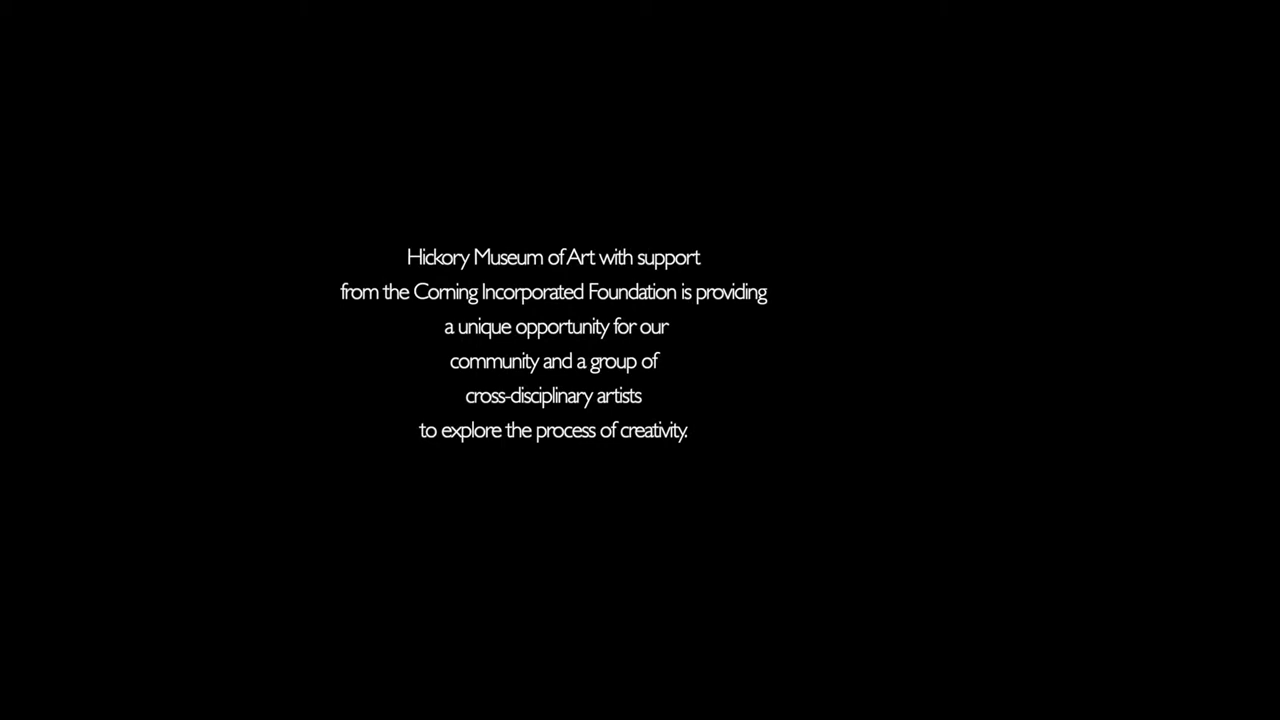 Hickory Museum of Art with support
from the Corning Incorporated Foundation is providing
a unique opportunity for our
community and a group of
cross-disciplinary artists
to explore the process of creativity.